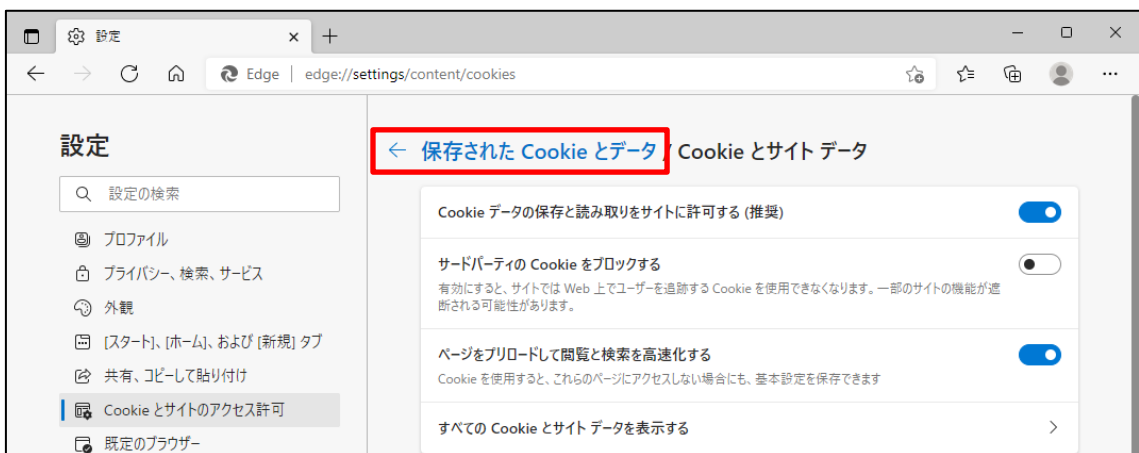 設定
Edge | edge://settings/content/cookies
設定
設定の検索
プロファイル
プライバシー、検索、サービス
外観
[スタート]、[ホーム]、および [新規] タブ
共有、コピーして貼り付け
Cookie とサイトのアクセス許可
既定のブラウザー
保存された Cookie とデータ / Cookie とサイト データ
Cookie データの保存と読み取りをサイトに許可する (推奨)
サードパーティの Cookie をブロックする
有効にすると、サイトでは Web 上でユーザーを追跡する Cookie を使用できなくなります。一部のサイトの機能が遮
断される可能性があります。
ページをプリロードして閲覧と検索を高速化する
Cookie を使用すると、これらのページにアクセスしない場合にも、基本設定を保存できます
すべての Cookie とサイト データを表示する